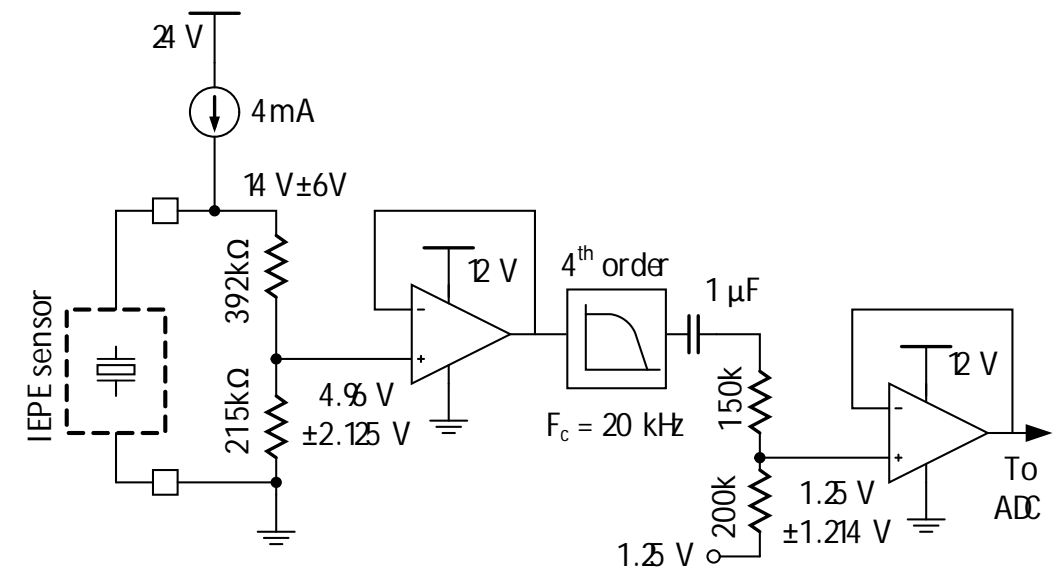 24 V
4mA
14 V±6V
392kΩ
12 V
4th order
1 µF
IEPE sensor
215kΩ
4.96 V
±2.125 V
Fc = 20 kHz
150k
12 V
200k
1.25 V
±1.214 V
To
ADC
1.25 V